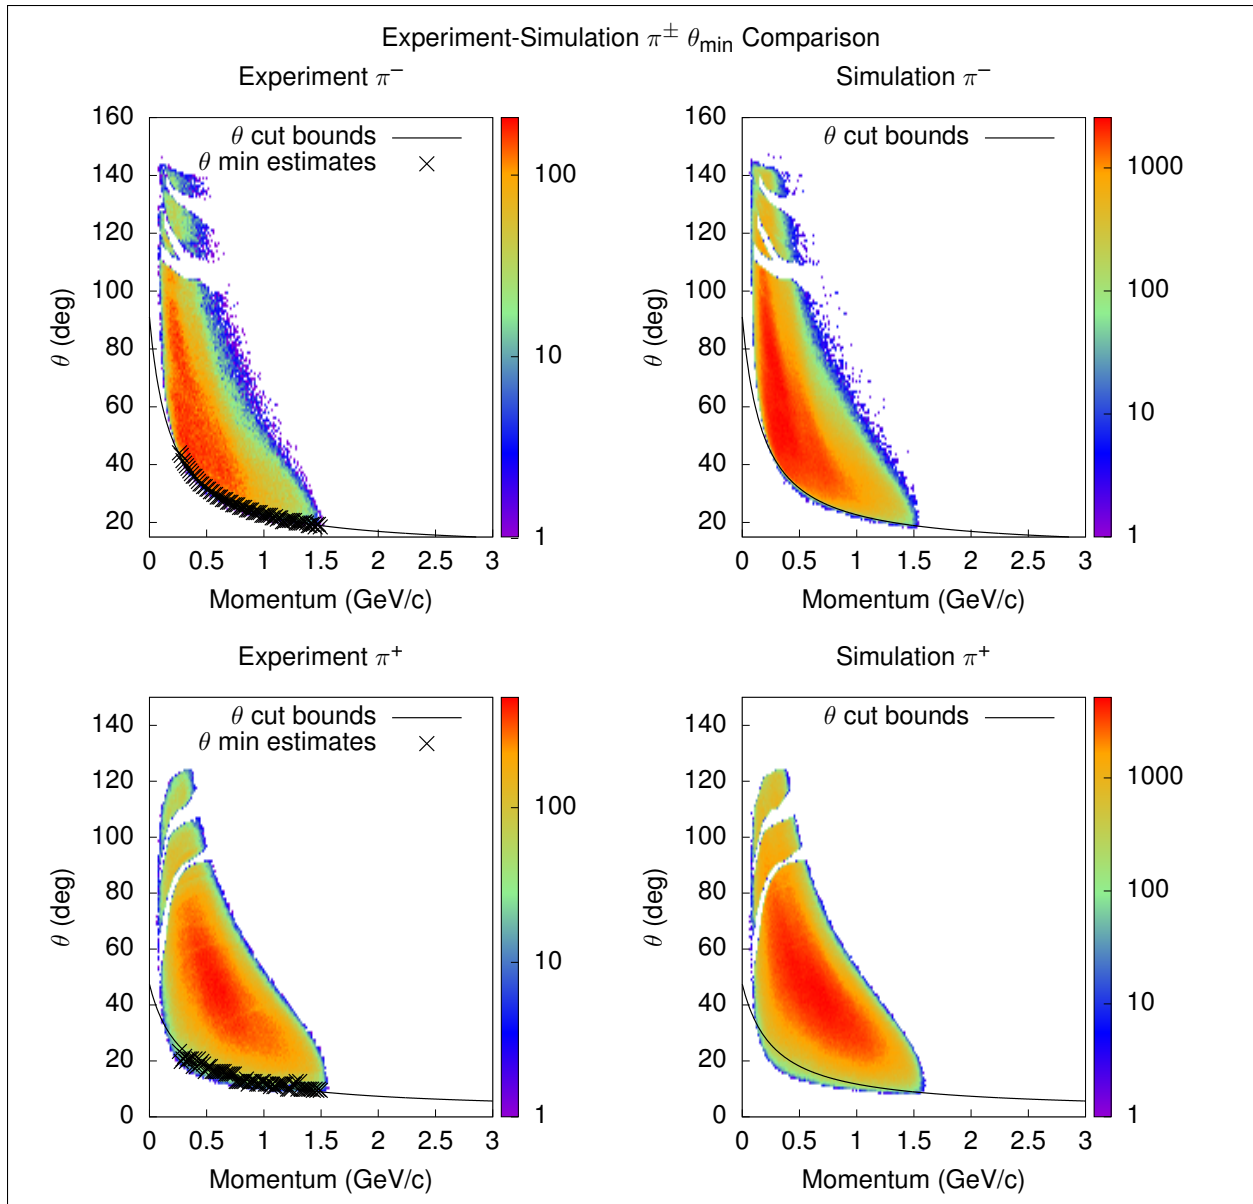 Experiment-Simulation π± θmin Comparison
Experiment π−
θ cut bounds
θ min estimates
θ (deg)
160
140
120
100
80
60
40
20
0 0.5 1 1.5 2 2.5 3
Momentum (GeV/c)
100
10
1
Simulation π−
θ cut bounds
θ (deg)
160
140
120
100
80
60
40
20
0 0.5 1 1.5 2 2.5 3
Momentum (GeV/c)
1000
100
10
1
Experiment π+
θ cut bounds
θ min estimates
θ (deg)
140
120
100
80
60
40
20
0
0 0.5 1 1.5 2 2.5 3
Momentum (GeV/c)
100
10
1
Simulation π+
θ cut bounds
θ (deg)
140
120
100
80
60
40
20
0
0 0.5 1 1.5 2 2.5 3
Momentum (GeV/c)
1000
100
10
1